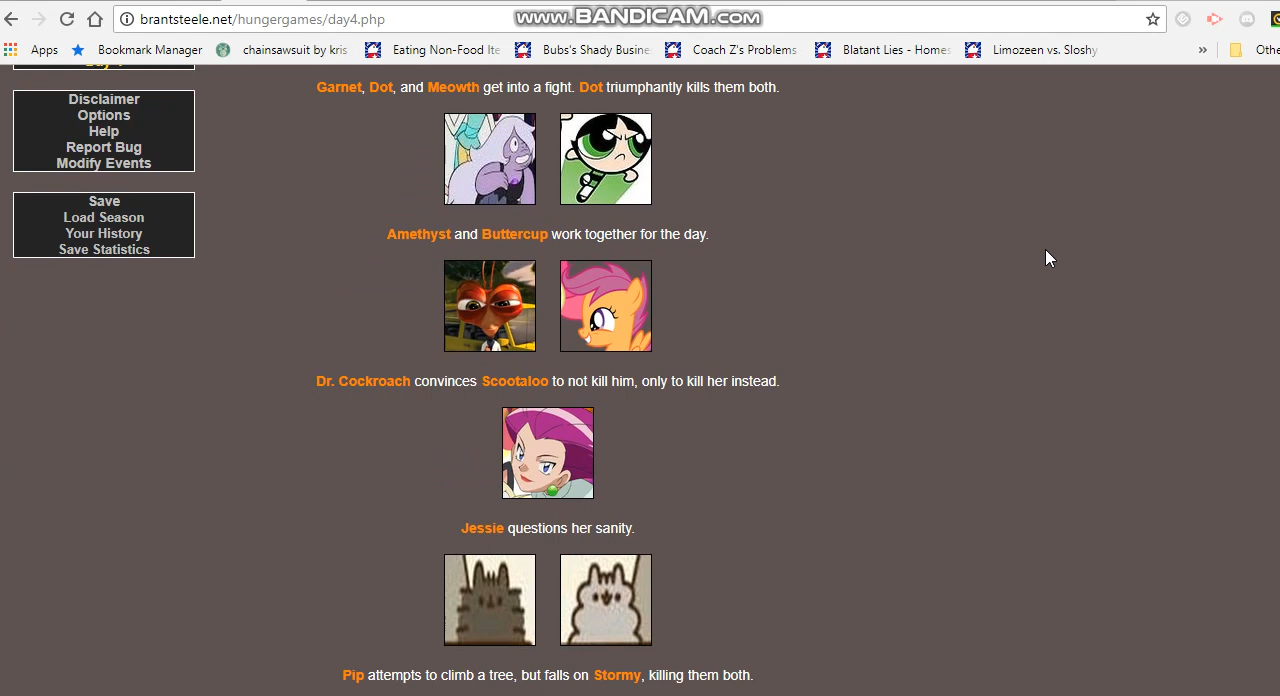 brantsteele.net/hungergames/day4.php
www.BANDICAM.com
Apps
Bookmark Manager
chainsawsuit by kris
Eating Non-Food Ite
Bubs's Shady Busine
Coach Z's Problems
Blatant Lies - Homes
Limozeen vs. Sloshy
»
Othe
Disclaimer
Options
Help
Report Bug
Modify Events
Save
Load Season
Your History
Save Statistics
Garnet, Dot, and Meowth get into a fight. Dot triumphantly kills them both.
Amethyst and Buttercup work together for the day.
Dr. Cockroach convinces Scootaloo to not kill him, only to kill her instead.
Jessie questions her sanity.
Pip attempts to climb a tree, but falls on Stormy, killing them both.